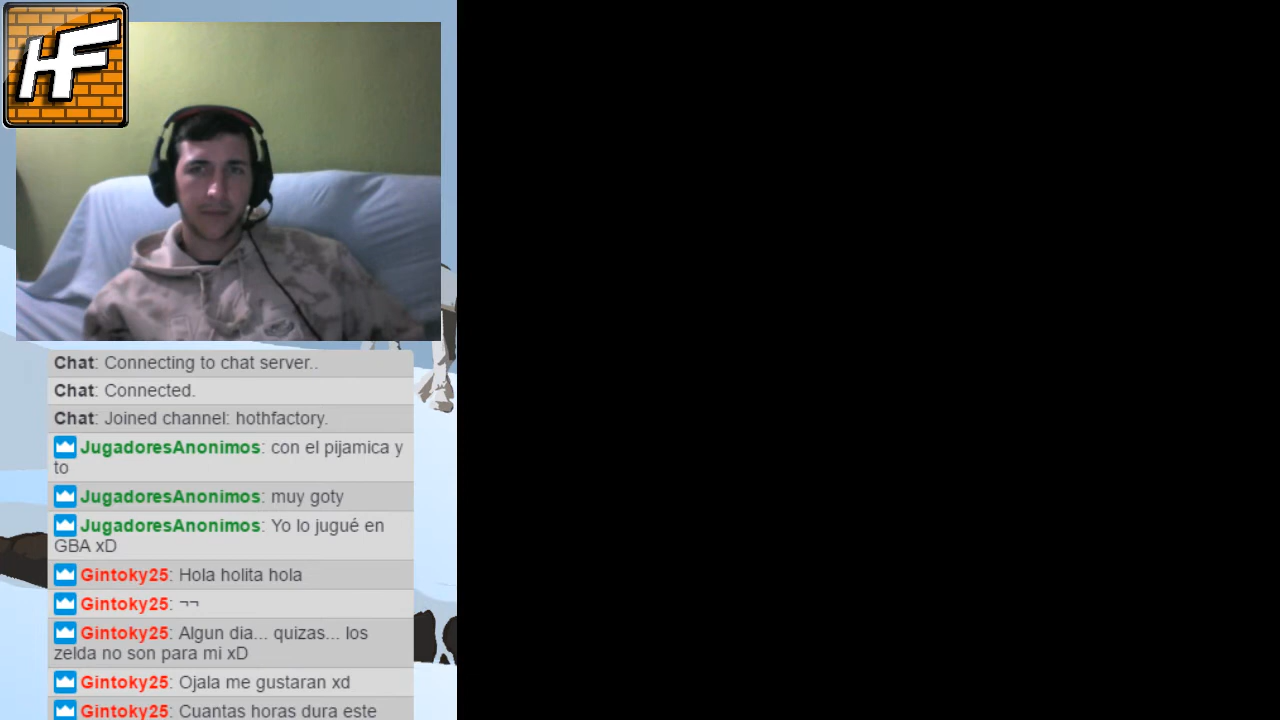 HF
Chat: Connecting to chat server..
Chat: Connected.
Chat: Joined channel: hothfactory.
JugadoresAnonimos: con el pijamica y
to
JugadoresAnonimos: muy goty
JugadoresAnonimos: Yo lo jugué en
GBA xD
Gintoky25: Hola holita hola
Gintoky25: ¬¬
Gintoky25: Algun dia... quizas... los
zelda no son para mi xD
Gintoky25: Ojala me gustaran xd
Gintoky25: Cuantas horas dura este